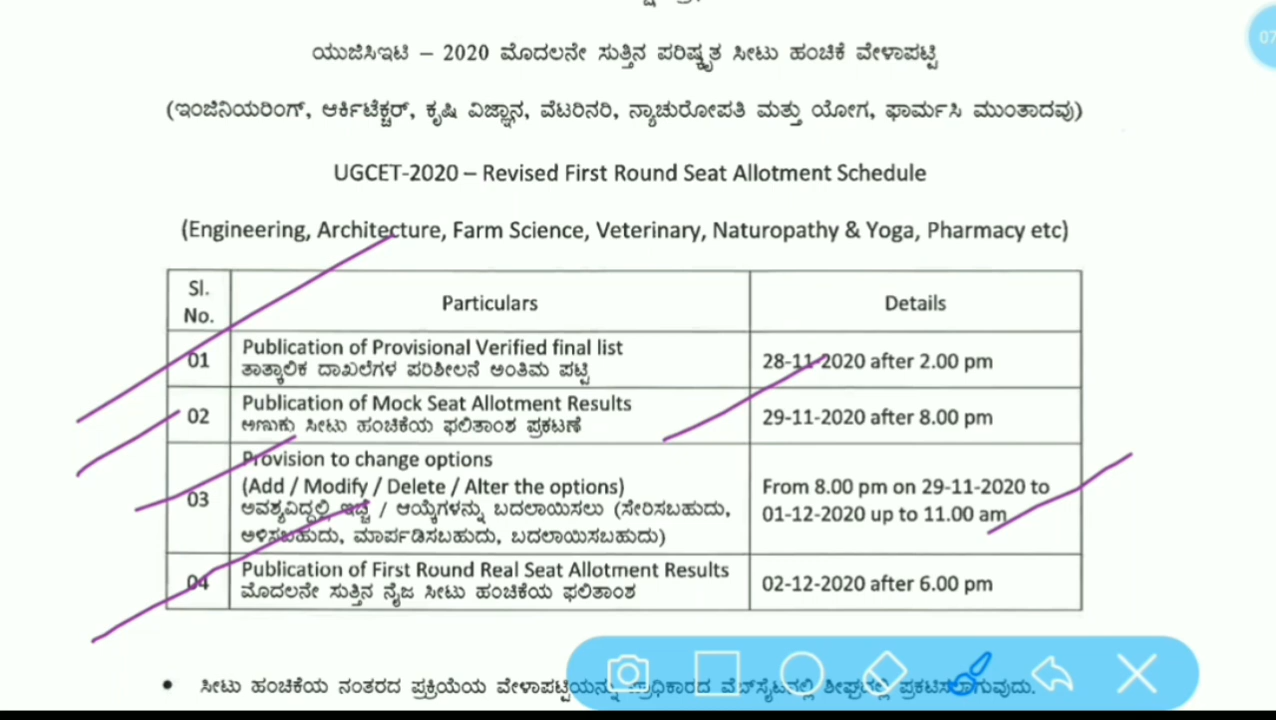 ಯುಜಿಸಿಇಟಿ – 2020 ಮೊದಲನೇ ಸುತ್ತಿನ ಪರಿಷ್ಕೃತ ಸೀಟು ಹಂಚಿಕೆ ವೇಳಾಪಟ್ಟಿ
(ಇಂಜಿನಿಯರಿಂಗ್, ಆರ್ಕಿಟೆಕ್ಚರ್, ಕೃಷಿ ವಿಜ್ಞಾನ, ವೆಟರಿನರಿ, ನ್ಯಾಚುರೋಪತಿ ಮತ್ತು ಯೋಗ, ಫಾರ್ಮಸಿ ಮುಂತಾದವು)
UGCET-2020 – Revised First Round Seat Allotment Schedule
(Engineering, Architecture, Farm Science, Veterinary, Naturopathy & Yoga, Pharmacy etc)
Sl. No. Particulars Details
01 Publication of Provisional Verified final list 28-11-2020 after 2.00 pm
ತಾತ್ಕಾಲಿಕ ದಾಖಲೆಗಳ ಪರಿಶೀಲನೆ ಅಂತಿಮ ಪಟ್ಟಿ
02 Publication of Mock Seat Allotment Results 29-11-2020 after 8.00 pm
ಅಣುಕು ಸೀಟು ಹಂಚಿಕೆಯ ಫಲಿತಾಂಶ ಪ್ರಕಟಣೆ
03 Provision to change options
(Add / Modify / Delete / Alter the options) From 8.00 pm on 29-11-2020 to
ಅವಶ್ಯವಿದ್ದಲ್ಲಿ ಇಚ್ಛೆ / ಆಯ್ಕೆಗಳನ್ನು ಬದಲಾಯಿಸಲು (ಸೇರಿಸಬಹುದು, 01-12-2020 up to 11.00 am
ಅಳಿಸಬಹುದು, ಮಾರ್ಪಡಿಸಬಹುದು, ಬದಲಾಯಿಸಬಹುದು)
04 Publication of First Round Real Seat Allotment Results 02-12-2020 after 6.00 pm
ಮೊದಲನೇ ಸುತ್ತಿನ ನೈಜ ಸೀಟು ಹಂಚಿಕೆಯ ಫಲಿತಾಂಶ
• ಸೀಟು ಹಂಚಿಕೆಯ ನಂತರದ ಪ್ರಕ್ರಿಯೆಯ ವೇಳಾಪಟ್ಟಿಯನ್ನು ಪ್ರಾಧಿಕಾರದ ವೆಬ್‌ಸೈಟಿನಲ್ಲಿ ಶೀಘ್ರದಲ್ಲಿ ಪ್ರಕಟಿಸಲಾಗುವುದು.
07